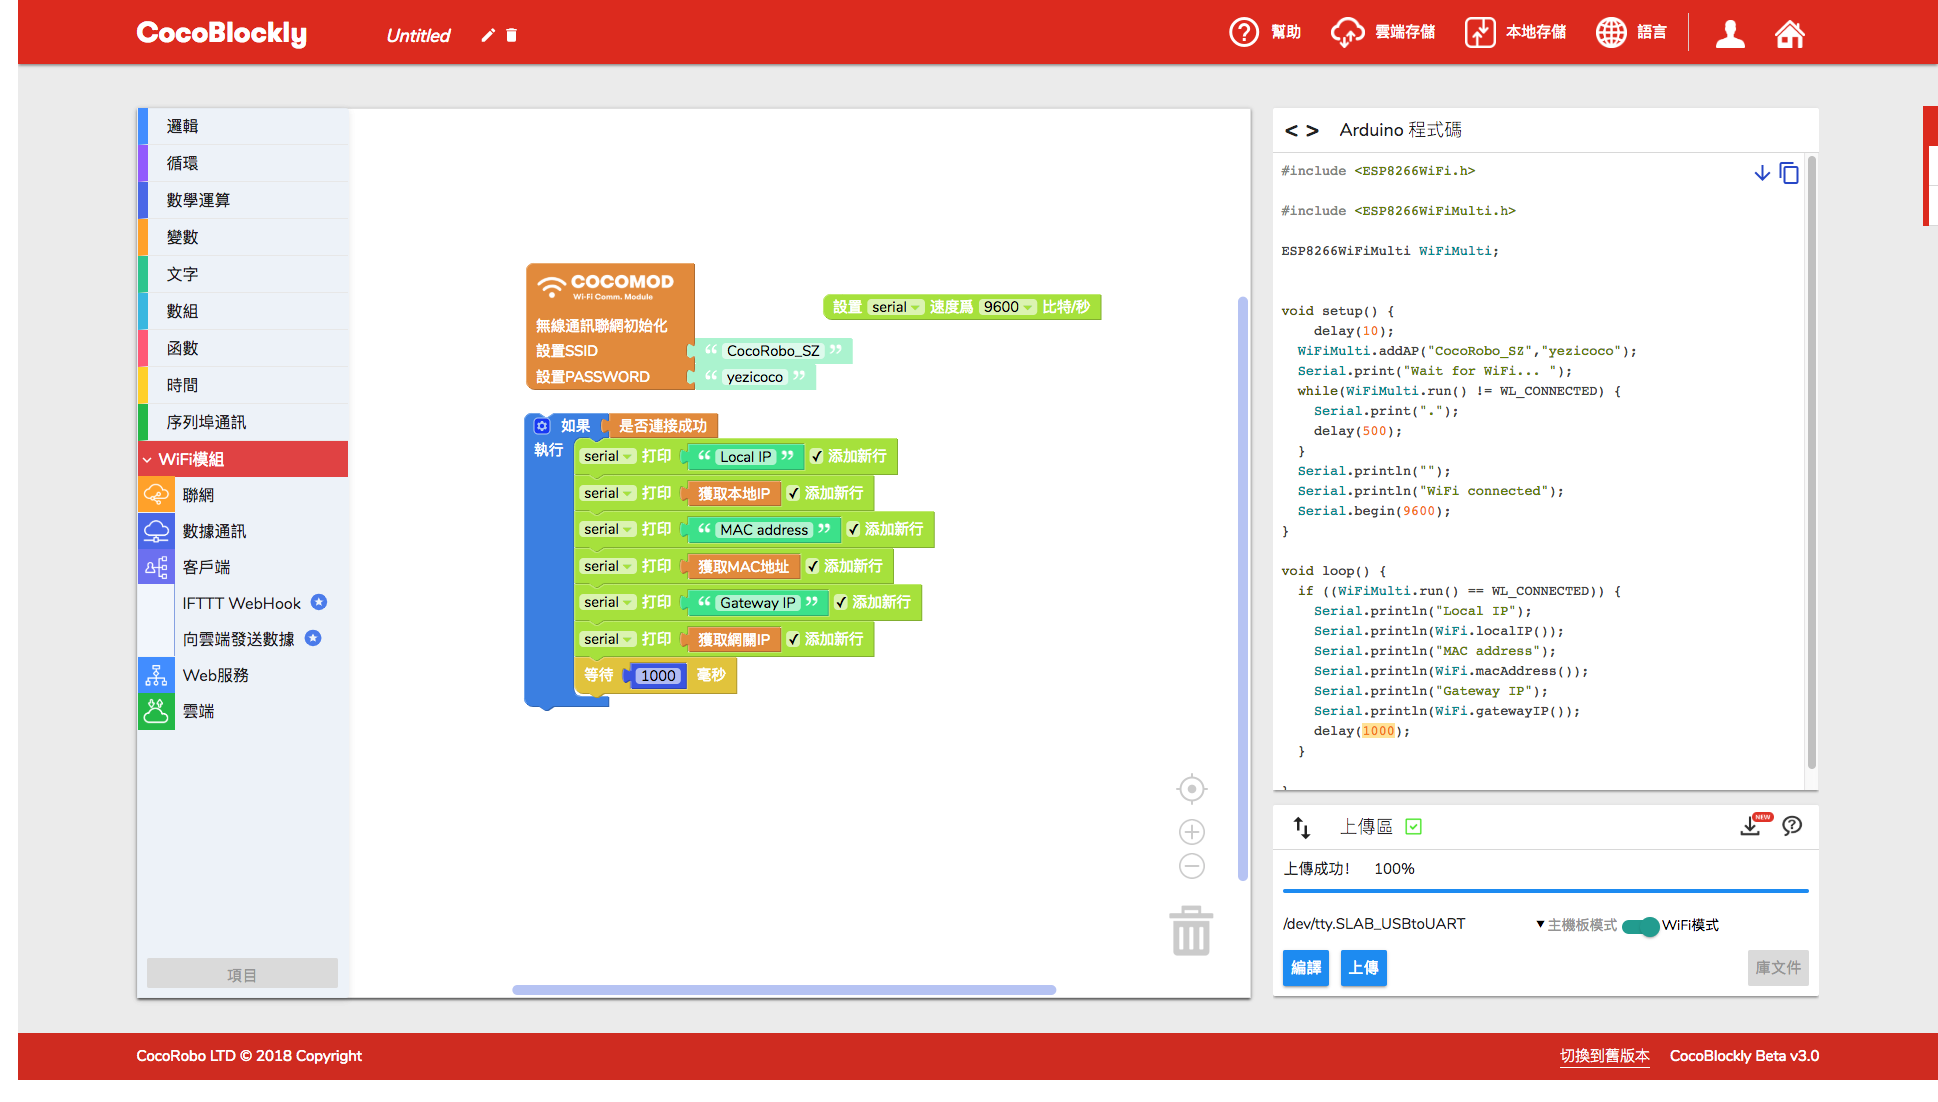 CocoBlockly
Untitled
幫助
雲端存儲
本地存儲
語言
邏輯
循環
數學運算
變數
文字
數組
函數
時間
序列埠通訊
WiFi模組
聯網
數據通訊
客戶端
IFTTT WebHook
向雲端發送數據
Web服務
雲端
項目
COCOMOD
Wi-Fi Comm. Module
無線通訊聯網初始化
設置SSID “ CocoRobo_SZ ”
設置PASSWORD “ yezicoco ”
設置 serial 速度爲 9600 比特/秒
如果 是否連接成功
執行
serial 打印 “ Local IP ” ✓ 添加新行
serial 打印 獲取本地IP ✓ 添加新行
serial 打印 “ MAC address ” ✓ 添加新行
serial 打印 獲取MAC地址 ✓ 添加新行
serial 打印 “ Gateway IP ” ✓ 添加新行
serial 打印 獲取網關IP ✓ 添加新行
等待 1000 毫秒
< > Arduino 程式碼
#include <ESP8266WiFi.h>
#include <ESP8266WiFiMulti.h>
ESP8266WiFiMulti WiFiMulti;
void setup() {
delay(10);
WiFiMulti.addAP("CocoRobo_SZ","yezicoco");
Serial.print("Wait for WiFi... ");
while(WiFiMulti.run() != WL_CONNECTED) {
Serial.print(".");
delay(500);
}
Serial.println("");
Serial.println("WiFi connected");
Serial.begin(9600);
}
void loop() {
if ((WiFiMulti.run() == WL_CONNECTED)) {
Serial.println("Local IP");
Serial.println(WiFi.localIP());
Serial.println("MAC address");
Serial.println(WiFi.macAddress());
Serial.println("Gateway IP");
Serial.println(WiFi.gatewayIP());
delay(1000);
}
上傳區
NEW
上傳成功! 100%
/dev/tty.SLAB_USBtoUART
主機板模式 WiFi模式
編譯
上傳
庫文件
CocoRobo LTD © 2018 Copyright
切換到舊版本
CocoBlockly Beta v3.0